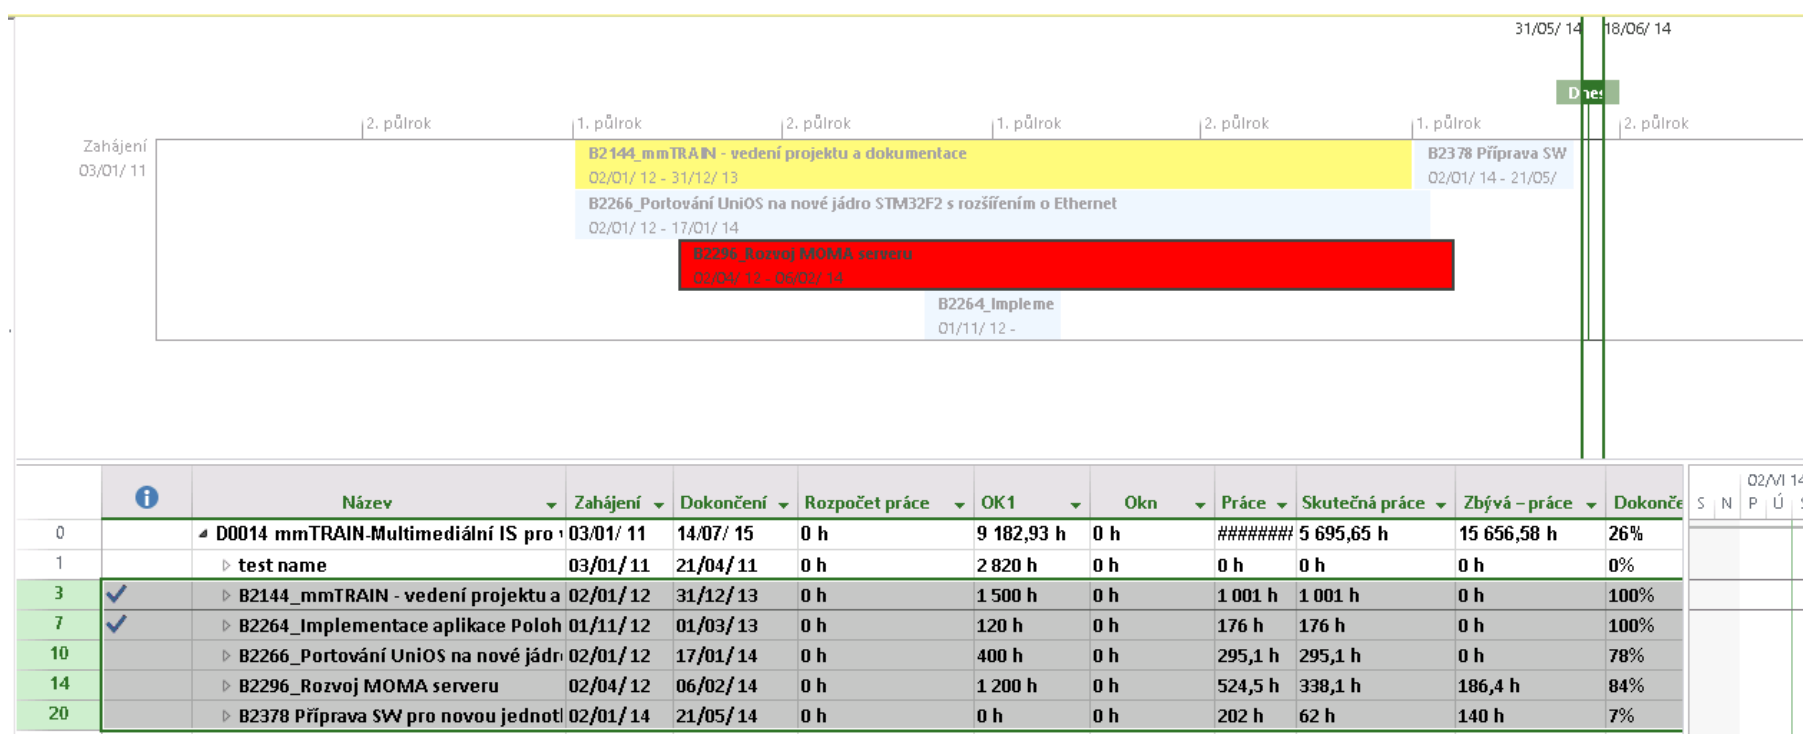 31/05/ 14 18/06/ 14
Dnes
2. půlrok 1. půlrok 2. půlrok 1. půlrok 2. půlrok 1. půlrok 2. půlrok
Zahájení
03/01/ 11
B2144_mmTRAIN - vedení projektu a dokumentace
02/01/ 12 - 31/12/ 13
B2378 Příprava SW
02/01/ 14 - 21/05/
B2266_Portování UniOS na nové jádro STM32F2 s rozšířením o Ethernet
02/01/ 12 - 17/01/ 14
B2296_Rozvoj MOMA serveru
02/04/ 12 - 06/02/ 14
B2264_Impleme
01/11/ 12 -
02/VI 14
Název Zahájení Dokončení Rozpočet práce OK1 Okn Práce Skutečná práce Zbývá – práce Dokonče S N P Ú
0 D0014 mmTRAIN-Multimediální IS pro 03/01/ 11 14/07/ 15 0 h 9 182,93 h 0 h ######## 5 695,65 h 15 656,58 h 26%
1 test name 03/01/ 11 21/04/ 11 0 h 2 820 h 0 h 0 h 0 h 0 h 0%
3 B2144_mmTRAIN - vedení projektu a 02/01/ 12 31/12/ 13 0 h 1 500 h 0 h 1 001 h 1 001 h 0 h 100%
7 B2264_Implementace aplikace Poloh 01/11/ 12 01/03/ 13 0 h 120 h 0 h 176 h 176 h 0 h 100%
10 B2266_Portování UniOS na nové jádr 02/01/ 12 17/01/ 14 0 h 400 h 0 h 295,1 h 295,1 h 0 h 78%
14 B2296_Rozvoj MOMA serveru 02/04/ 12 06/02/ 14 0 h 1 200 h 0 h 524,5 h 338,1 h 186,4 h 84%
20 B2378 Příprava SW pro novou jednotl 02/01/ 14 21/05/ 14 0 h 0 h 0 h 202 h 62 h 140 h 7%